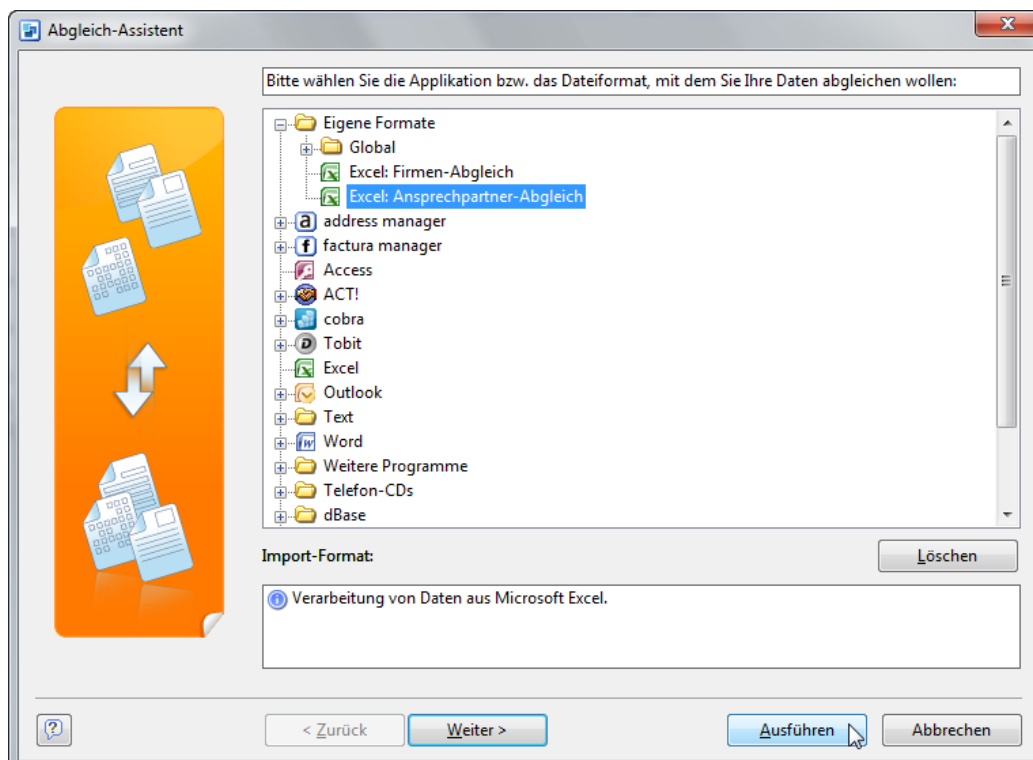 Abgleich-Assistent
Bitte wählen Sie die Applikation bzw. das Dateiformat, mit dem Sie Ihre Daten abgleichen wollen:
Eigene Formate
Global
Excel: Firmen-Abgleich
Excel: Ansprechpartner-Abgleich
address manager
factura manager
Access
ACT!
cobra
Tobit
Excel
Outlook
Text
Word
Weitere Programme
Telefon-CDs
dBase
Import-Format:
Löschen
Verarbeitung von Daten aus Microsoft Excel.
< Zurück
Weiter >
Ausführen
Abbrechen